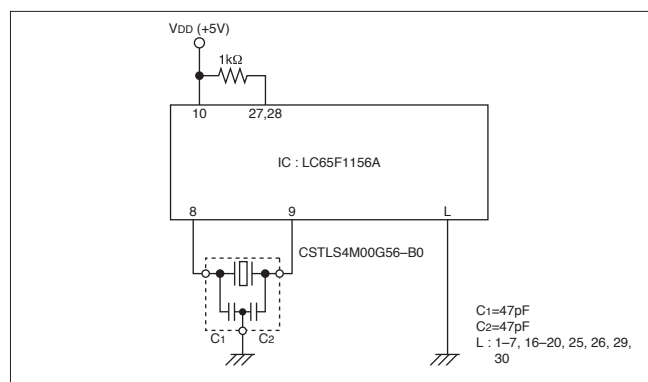 VDD (+5V)
1kΩ
10
27,28
IC : LC65F1156A
8
9
L
CSTLS4M00G56–B0
C1
C2
C1=47pF
C2=47pF
L : 1–7, 16–20, 25, 26, 29,
30